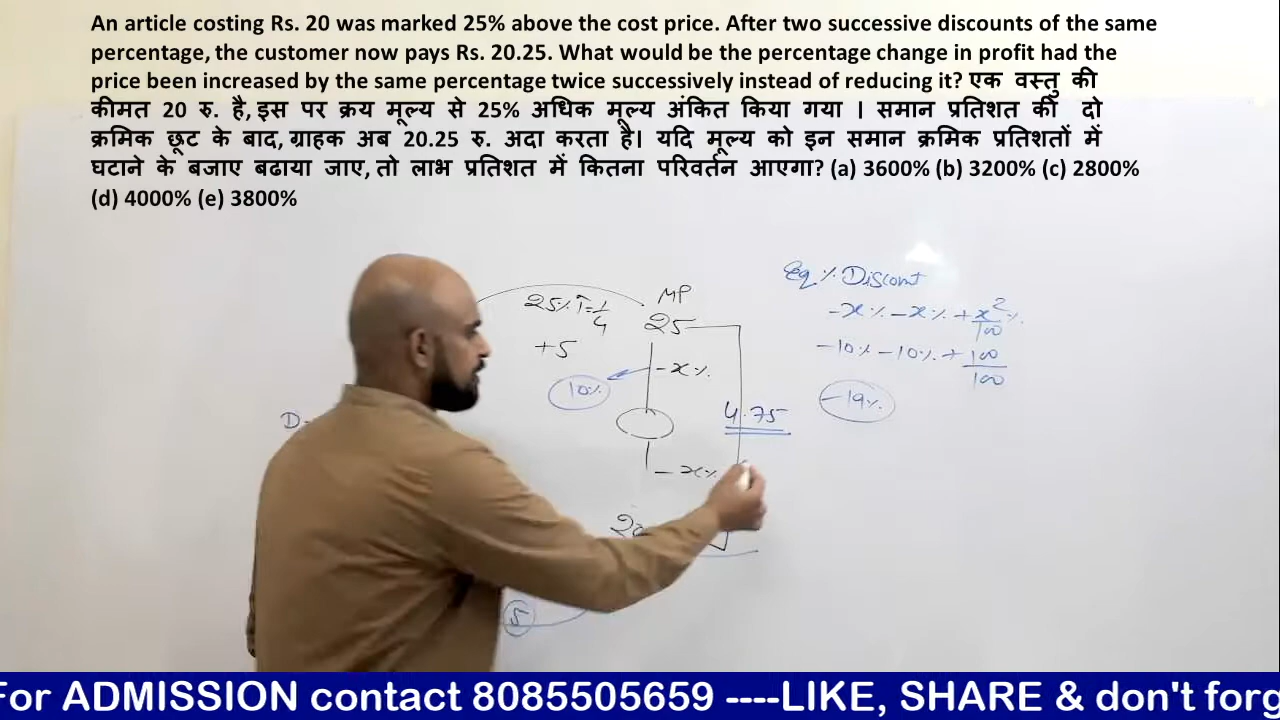 An article costing Rs. 20 was marked 25% above the cost price. After two successive discounts of the same
percentage, the customer now pays Rs. 20.25. What would be the percentage change in profit had the
price been increased by the same percentage twice successively instead of reducing it? एक वस्तु की
कीमत 20 रु. है, इस पर क्रय मूल्य से 25% अधिक मूल्य अंकित किया गया । समान प्रतिशत की दो
क्रमिक छूट के बाद, ग्राहक अब 20.25 रु. अदा करता है। यदि मूल्य को इन समान क्रमिक प्रतिशतों में
घटाने के बजाए बढाया जाए, तो लाभ प्रतिशत में कितना परिवर्तन आएगा? (a) 3600% (b) 3200% (c) 2800%
(d) 4000% (e) 3800%
Eq % Discount
-x% -x% + x²/100 %
-10% -10% + 100/100
-19%
MP
25% ↑ = 1/4
25
+5
-x%
10%
4.75
D-
-x%
5
For ADMISSION contact 8085505659 ----LIKE, SHARE & don't forg